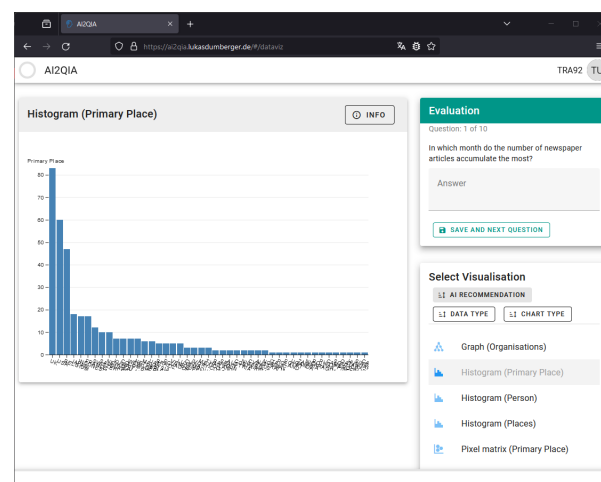 AI2QIA
https://ai2qia.lukasdumberger.de/#/dataviz
AI2QIA
TRA92
TU
Histogram (Primary Place)
INFO
Primary Place
80
70
60
50
40
30
20
10
0
Evaluation
Question: 1 of 10
In which month do the number of newspaper
articles accumulate the most?
Answer
SAVE AND NEXT QUESTION
Select Visualisation
AI RECOMMENDATION
DATA TYPE
CHART TYPE
Graph (Organisations)
Histogram (Primary Place)
Histogram (Person)
Histogram (Places)
Pixel matrix (Primary Place)